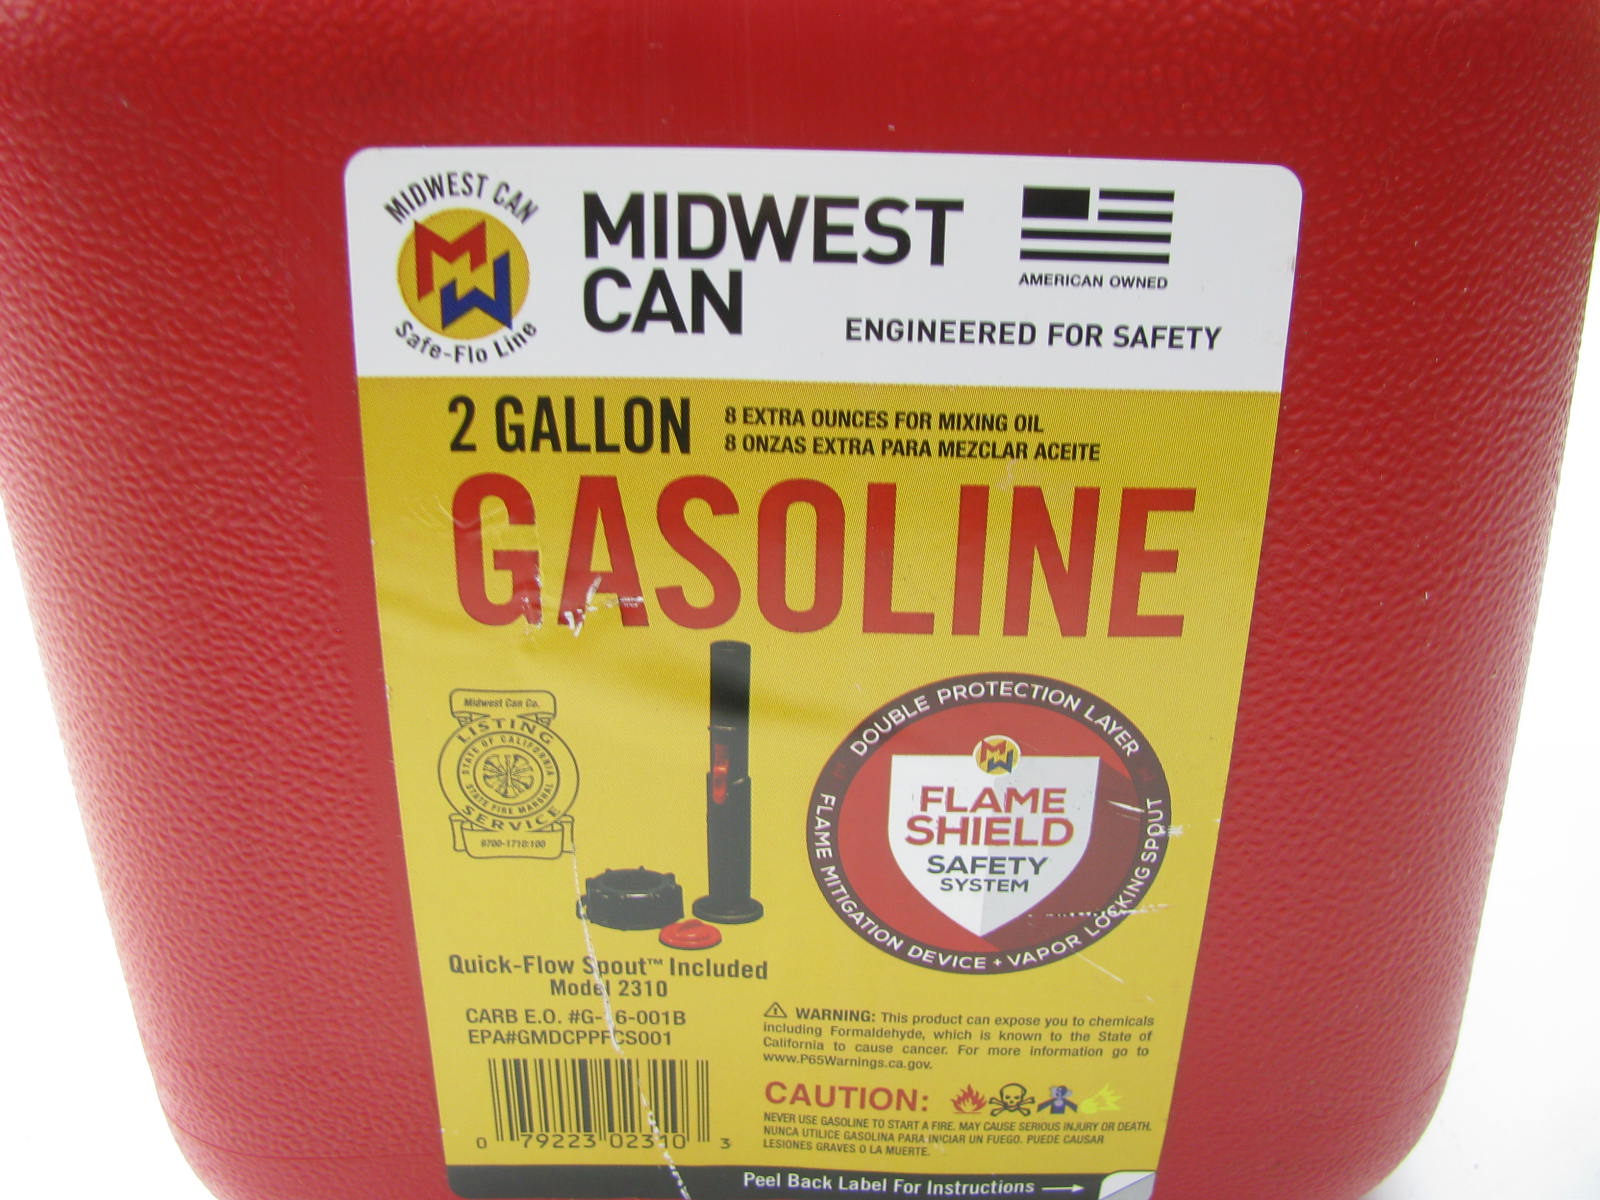 MIDWEST CAN
Safe-Flo Line
MIDWEST
CAN
AMERICAN OWNED
ENGINEERED FOR SAFETY
2 GALLON
8 EXTRA OUNCES FOR MIXING OIL
8 ONZAS EXTRA PARA MEZCLAR ACEITE
GASOLINE
Midwest Can Co.
LISTING
STATE OF CALIFORNIA
STATE FIRE MARSHAL
SERVICE
DOUBLE PROTECTION LAYER
FLAME
SHIELD
SAFETY
SYSTEM
FLAME MITIGATION DEVICE + VAPOR LOCKING SPOUT
Quick-Flow Spout™ Included
Model 2310
CARB E.O. #G- 6-001B
EPA#GMDCPPFCS001
0 79223 02310 3
⚠ WARNING: This product can expose you to chemicals
including Formaldehyde, which is known to the State of
California to cause cancer. For more information go to
www.P65Warnings.ca.gov.
CAUTION:
NEVER USE GASOLINE TO START A FIRE. MAY CAUSE SERIOUS INJURY OR DEATH.
NUNCA UTILICE GASOLINA PARA INICIAR UN FUEGO. PUEDE CAUSAR
LESIONES GRAVES O LA MUERTE.
Peel Back Label For Instructions